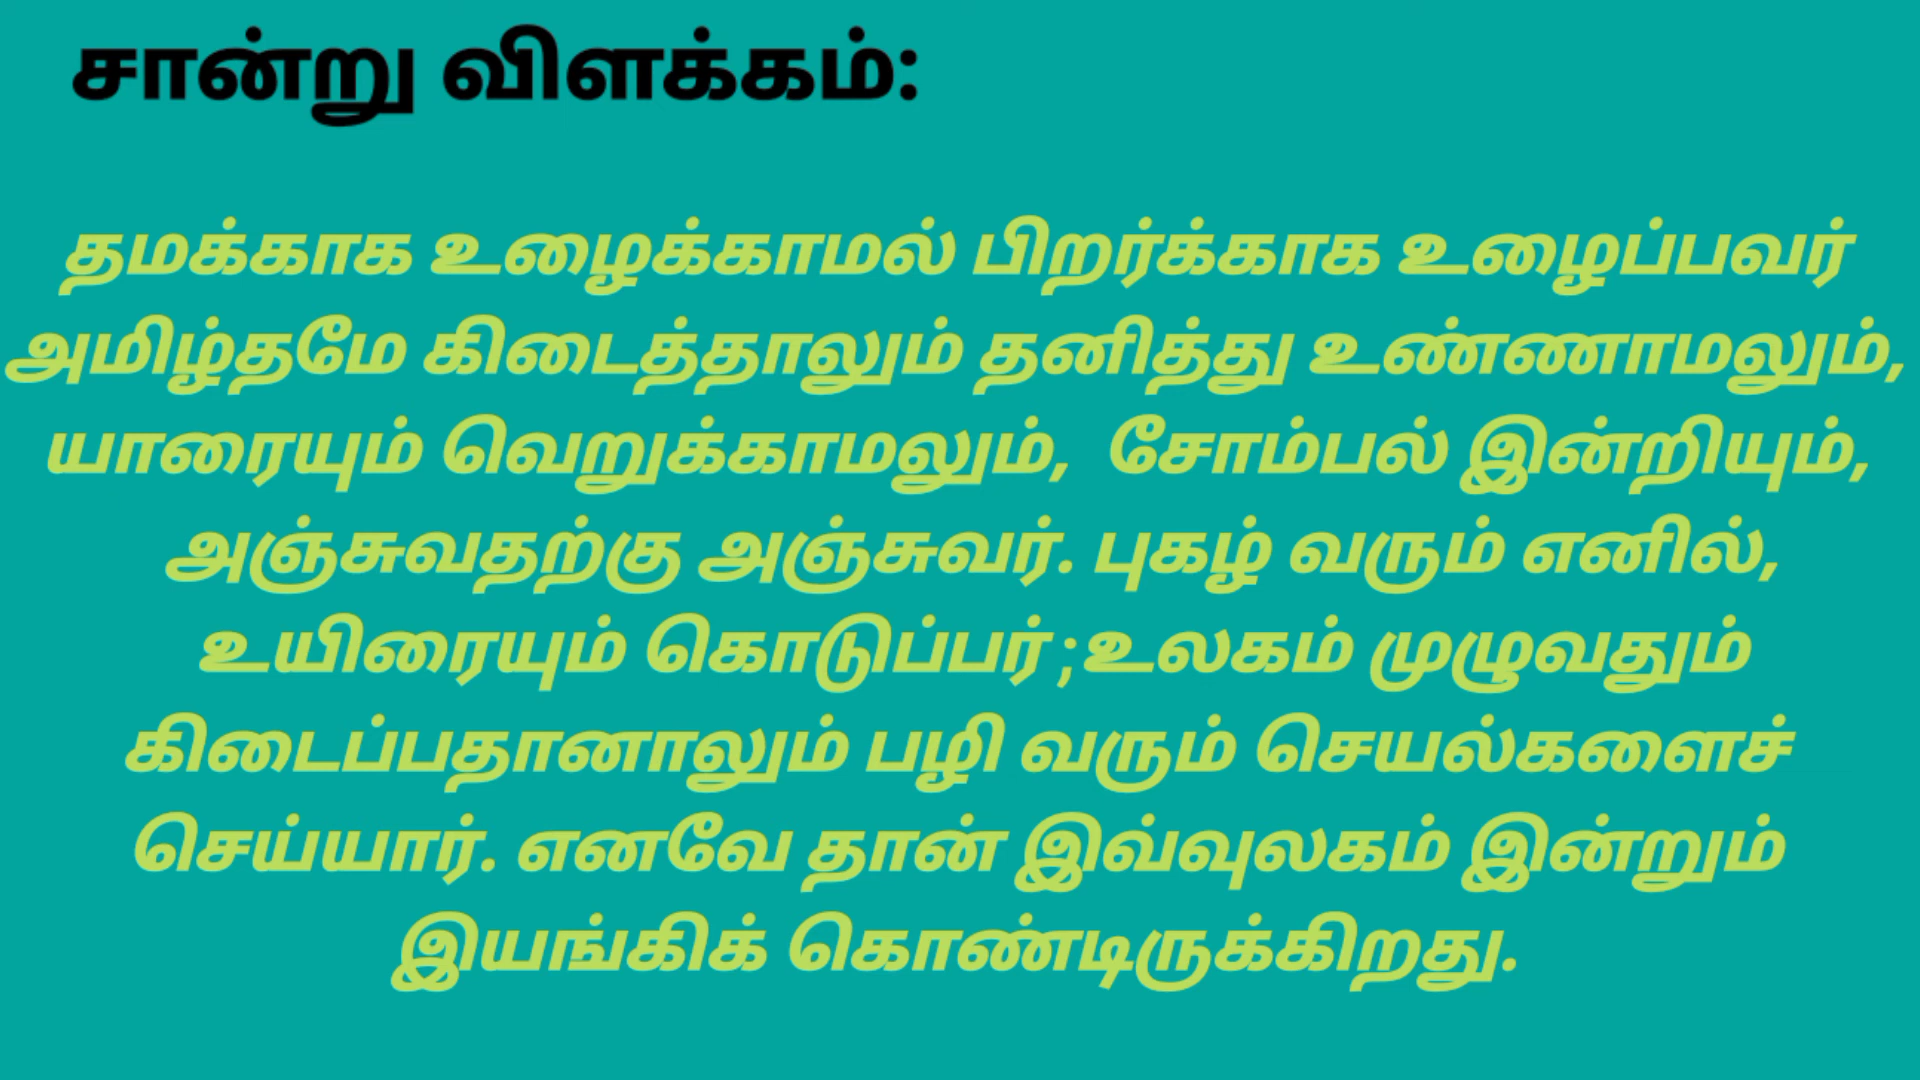 சான்று விளக்கம்:
தமக்காக உழைக்காமல் பிறர்க்காக உழைப்பவர்
அமிழ்தமே கிடைத்தாலும் தனித்து உண்ணாமலும்,
யாரையும் வெறுக்காமலும், சோம்பல் இன்றியும்,
அஞ்சுவதற்கு அஞ்சுவர். புகழ் வரும் எனில்,
உயிரையும் கொடுப்பர் ;உலகம் முழுவதும்
கிடைப்பதானாலும் பழி வரும் செயல்களைச்
செய்யார். எனவே தான் இவ்வுலகம் இன்றும்
இயங்கிக் கொண்டிருக்கிறது.